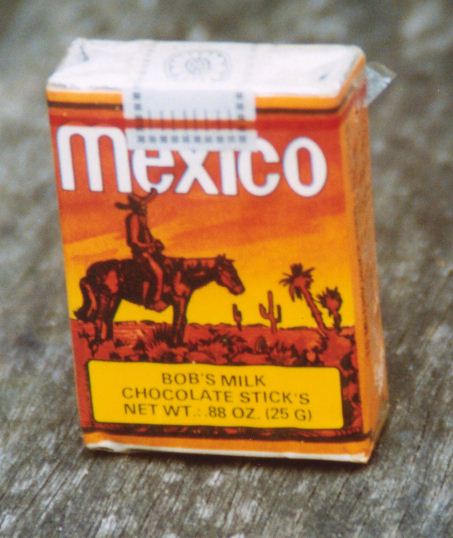 mexico
BOB'S MILK
CHOCOLATE STICK'S
NET WT.: .88 OZ. (25 G)